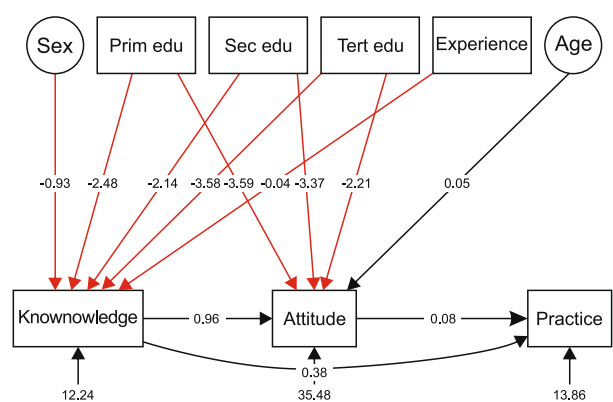 Sex
Prim edu
Sec edu
Tert edu
Experience
Age
-0.93
-2.48
-2.14
-3.58
-3.59
-0.04
-3.37
-2.21
0.05
Knownowledge
0.96
Attitude
0.08
Practice
0.38
12.24
35.48
13.86